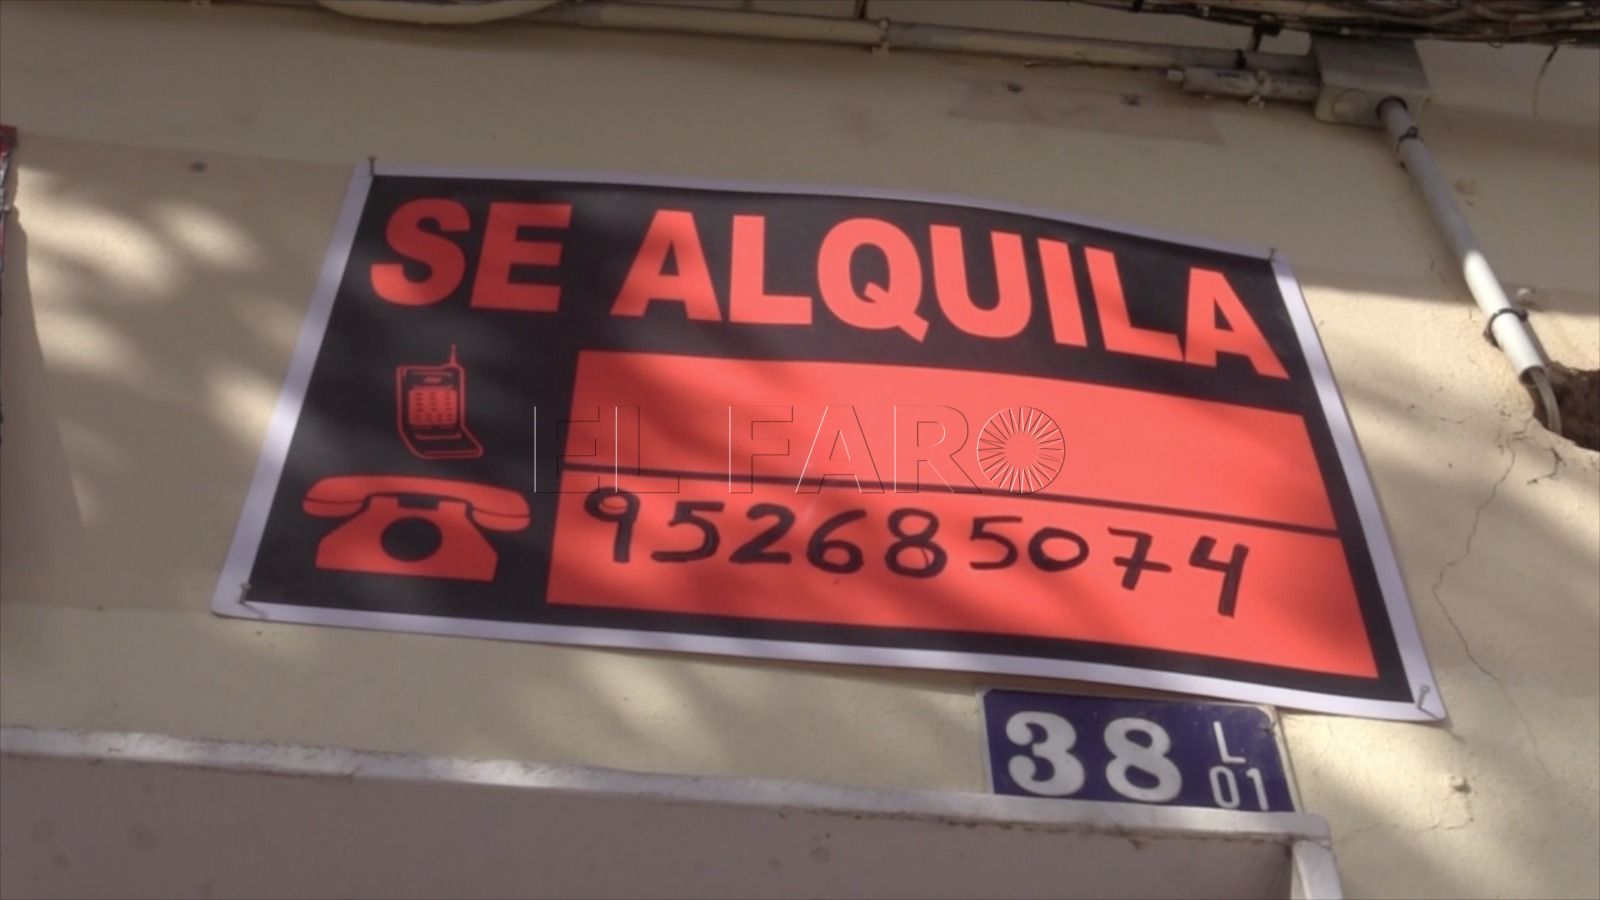 SE ALQUILA
EL FARO
952685074
38 L 01